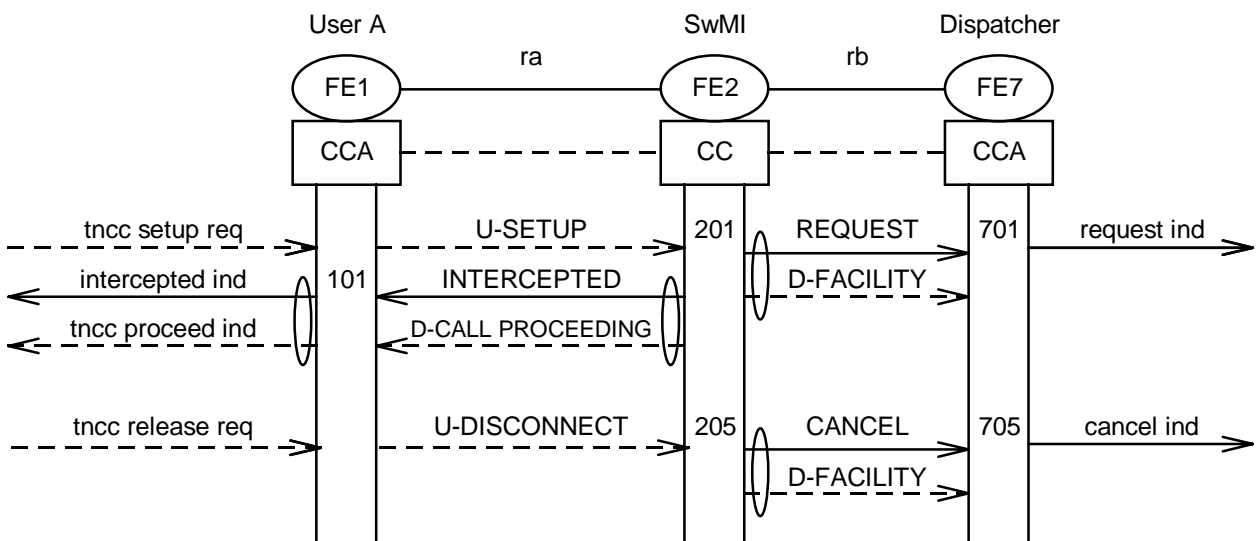 User A SwMI Dispatcher
ra rb
FE1 FE2 FE7
CCA CC CCA
tncc setup req U-SETUP 201 REQUEST 701 request ind
intercepted ind 101 INTERCEPTED D-FACILITY
tncc proceed ind D-CALL PROCEEDING
tncc release req U-DISCONNECT 205 CANCEL 705 cancel ind
D-FACILITY